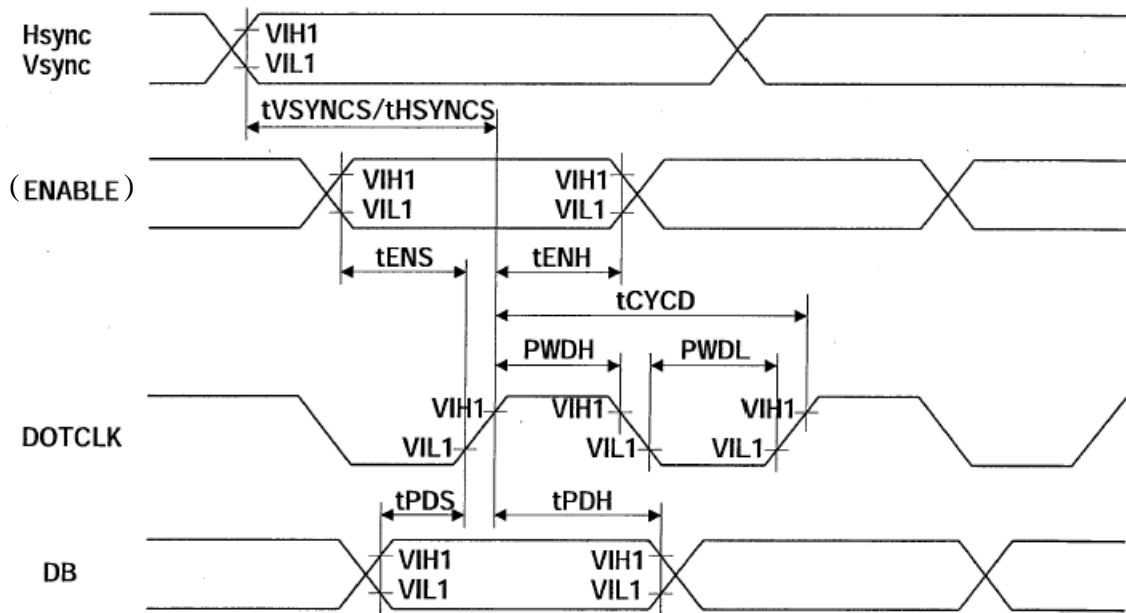 Hsync
Vsync
VIH1
VIL1
tVSYNCS/tHSYNCS
(ENABLE)
VIH1
VIL1
VIH1
VIL1
tENS
tENH
tCYCD
PWDH
PWDL
DOTCLK
VIH1
VIL1
VIH1
VIL1
VIH1
VIL1
tPDS
tPDH
DB
VIH1
VIL1
VIH1
VIL1